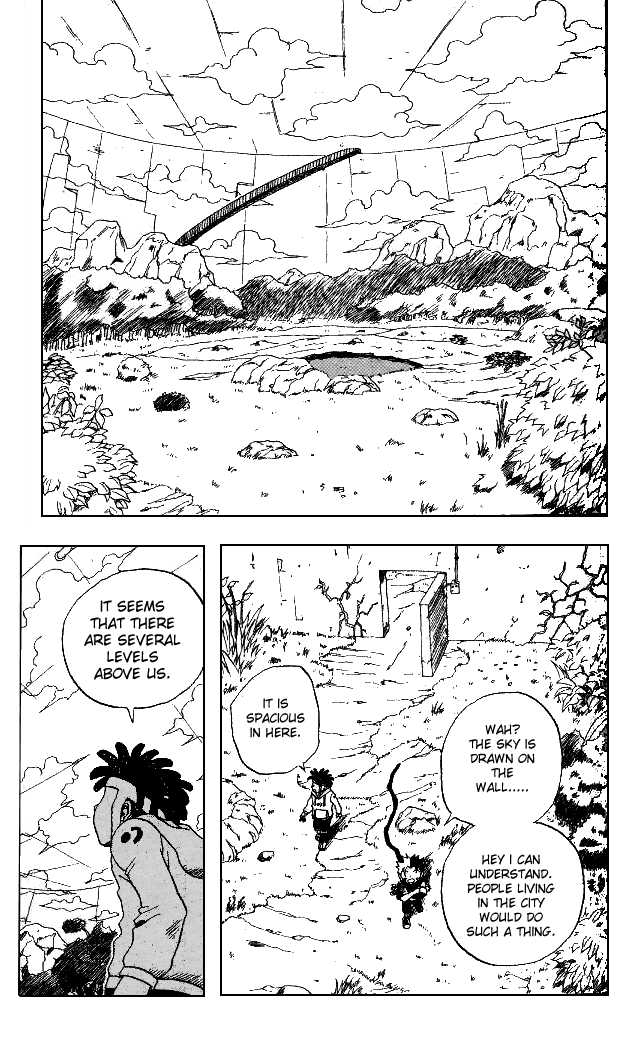 WAH?
THE SKY IS
DRAWN ON
THE
WALL.....
HEY I CAN
UNDERSTAND.
PEOPLE LIVING
IN THE CITY
WOULD DO
SUCH A THING.
IT IS
SPACIOUS
IN HERE.
IT SEEMS
THAT THERE
ARE SEVERAL
LEVELS
ABOVE US.